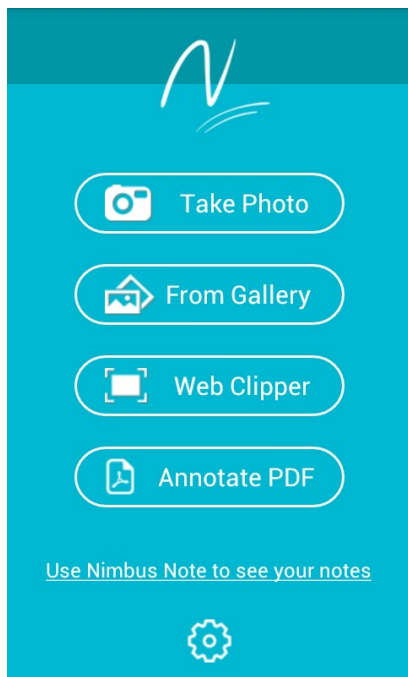 Take Photo
From Gallery
Web Clipper
Annotate PDF
Use Nimbus Note to see your notes